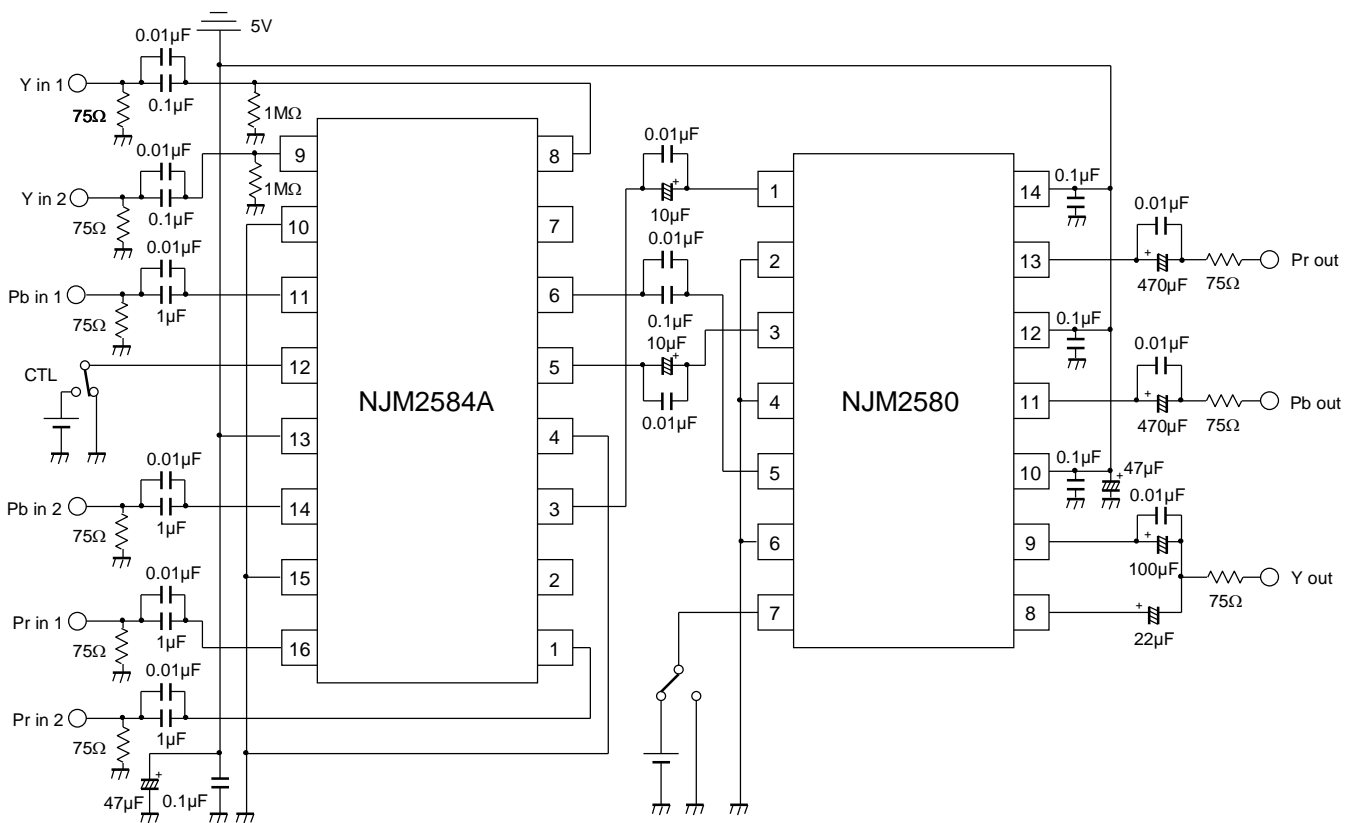 5V
0.01µF
Y in 1
0.1µF
75Ω
1MΩ
0.01µF
9
8
Y in 2
1MΩ
0.1µF
75Ω
10
7
0.01µF
Pb in 1
11
6
1µF
75Ω
CTL
12
5
NJM2584A
13
4
0.01µF
Pb in 2
14
3
75Ω
1µF
0.01µF
15
2
Pr in 1
1µF
75Ω
16
1
0.01µF
Pr in 2
1µF
75Ω
47µF
+
0.1µF
0.01µF
+
10µF
0.01µF
0.1µF
10µF
+
0.01µF
1
14
0.1µF
2
13
0.01µF
+
470µF
75Ω
Pr out
3
12
0.1µF
NJM2580
4
11
0.01µF
+
470µF
75Ω
Pb out
5
10
0.1µF
+
47µF
6
9
0.01µF
+
100µF
75Ω
Y out
7
8
+
22µF